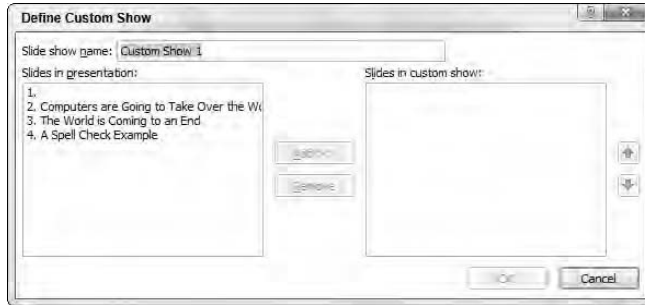 Define Custom Show
Slide show name: Custom Show 1
Slides in presentation:
Slides in custom show:
1.
2. Computers are Going to Take Over the Wo
3. The World is Coming to an End
4. A Spell Check Example
Add >>
Remove
OK
Cancel